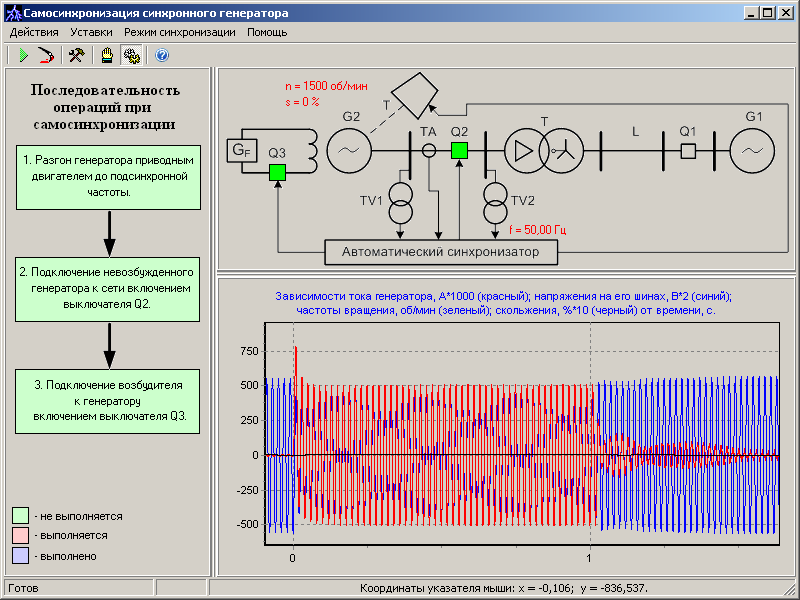 Самосинхронизация синхронного генератора
Действия Уставки Режим синхронизации Помощь
Последовательность
операций при
самосинхронизации
1. Разгон генератора приводным
двигателем до подсинхронной
частоты.
2. Подключение невозбужденного
генератора к сети включением
выключателя Q2.
3. Подключение возбудителя
к генератору
включением выключателя Q3.
- не выполняется
- выполняется
- выполнено
n = 1500 об/мин
s = 0 %
T
G2
TA
Q2
T
L
Q1
G1
GF
Q3
TV1
TV2
f = 50,00 Гц
Автоматический синхронизатор
Зависимости тока генератора, А*1000 (красный); напряжения на его шинах, В*2 (синий);
частоты вращения, об/мин (зеленый); скольжения, %*10 (черный) от времени, с.
750
500
250
0
-250
-500
0 1
Готов
Координаты указателя мыши: x = -0,106; y = -836,537.